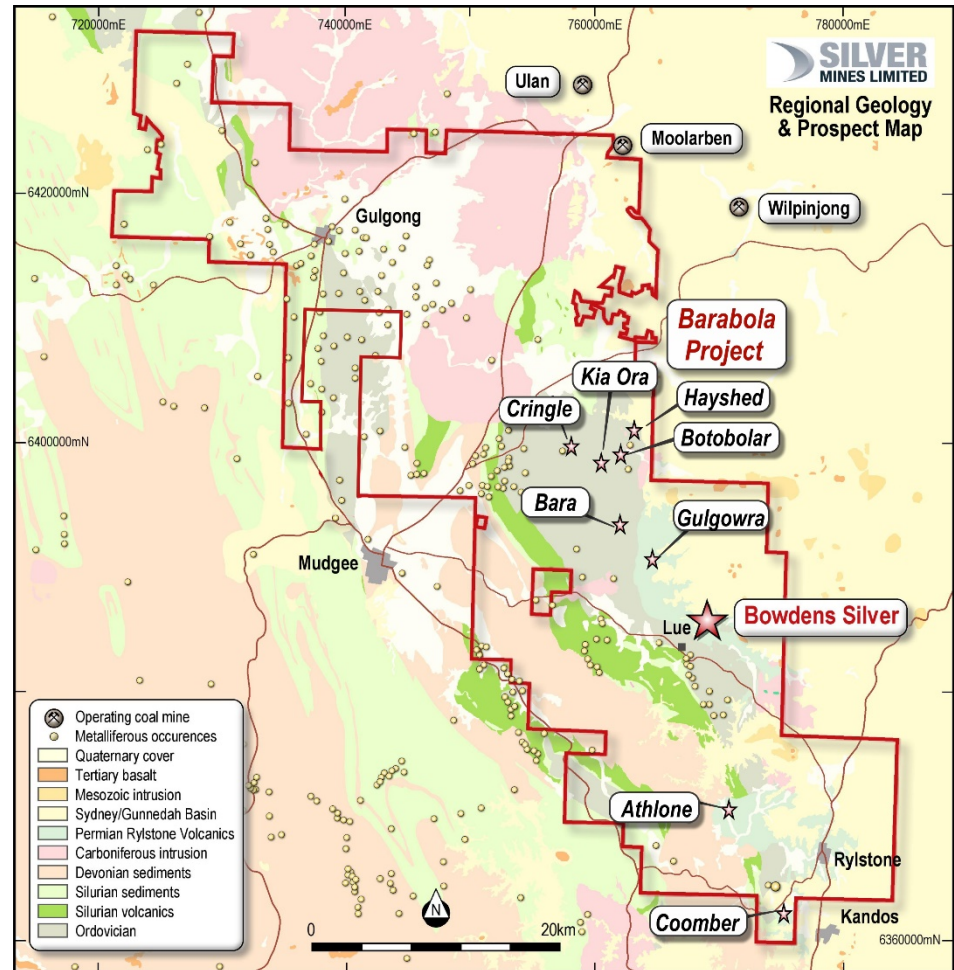 720000mE
740000mE
760000mE
780000mE
SILVER
MINES LIMITED
Regional Geology
& Prospect Map
Ulan
Moolarben
6420000mN
Wilpinjong
Gulgong
Barabola
Project
Kia Ora
Hayshed
Cringle
Botobolar
6400000mN
Bara
Gulgowra
Mudgee
Bowdens Silver
Lue
Operating coal mine
Metalliferous occurences
Quaternary cover
Tertiary basalt
Mesozoic intrusion
Sydney/Gunnedah Basin
Permian Rylstone Volcanics
Carboniferous intrusion
Devonian sediments
Silurian sediments
Silurian volcanics
Ordovician
Athlone
Rylstone
N
Coomber
Kandos
0
20km
6360000mN